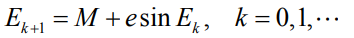 E_{k+1} = M + e sin E_k,   k = 0,1,⋯